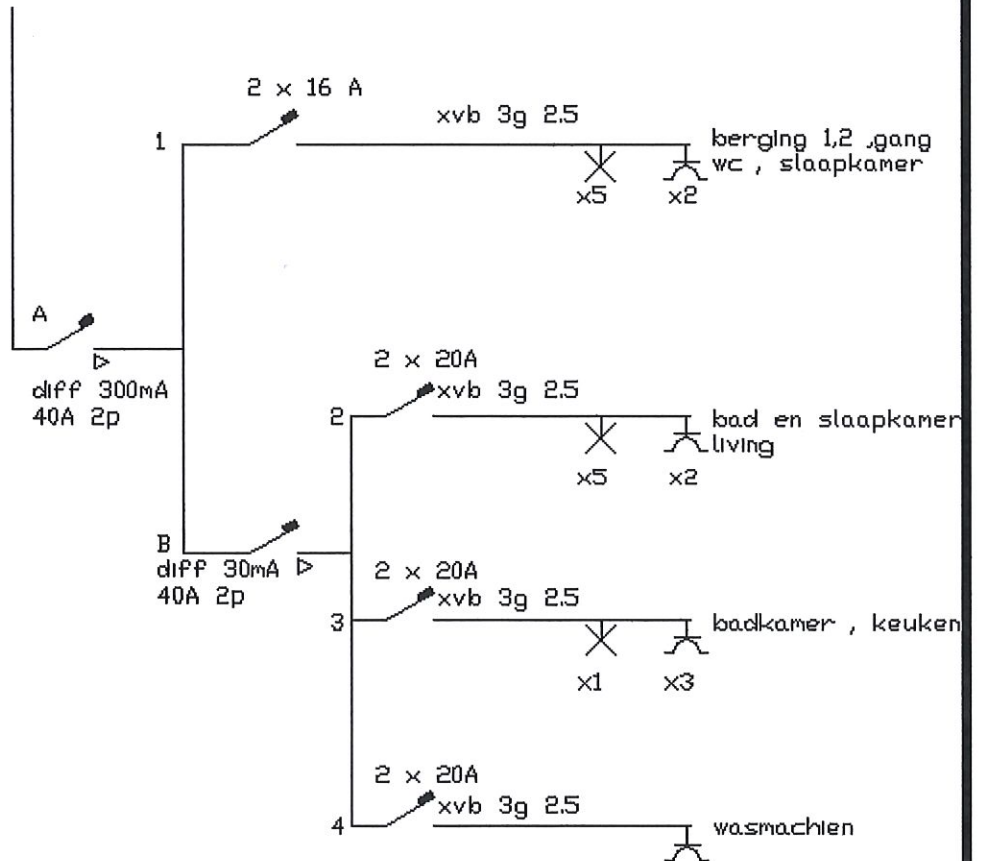 2 x 16 A
xvb 3g 2.5
1
berging 1,2 ,gang
wc , slaapkamer
x5
x2
A
diff 300mA
40A 2p
2 x 20A
xvb 3g 2.5
2
bad en slaapkamer
living
x5
x2
B
diff 30mA
40A 2p
2 x 20A
xvb 3g 2.5
3
badkamer , keuken
x1
x3
2 x 20A
xvb 3g 2.5
4
wasmachien